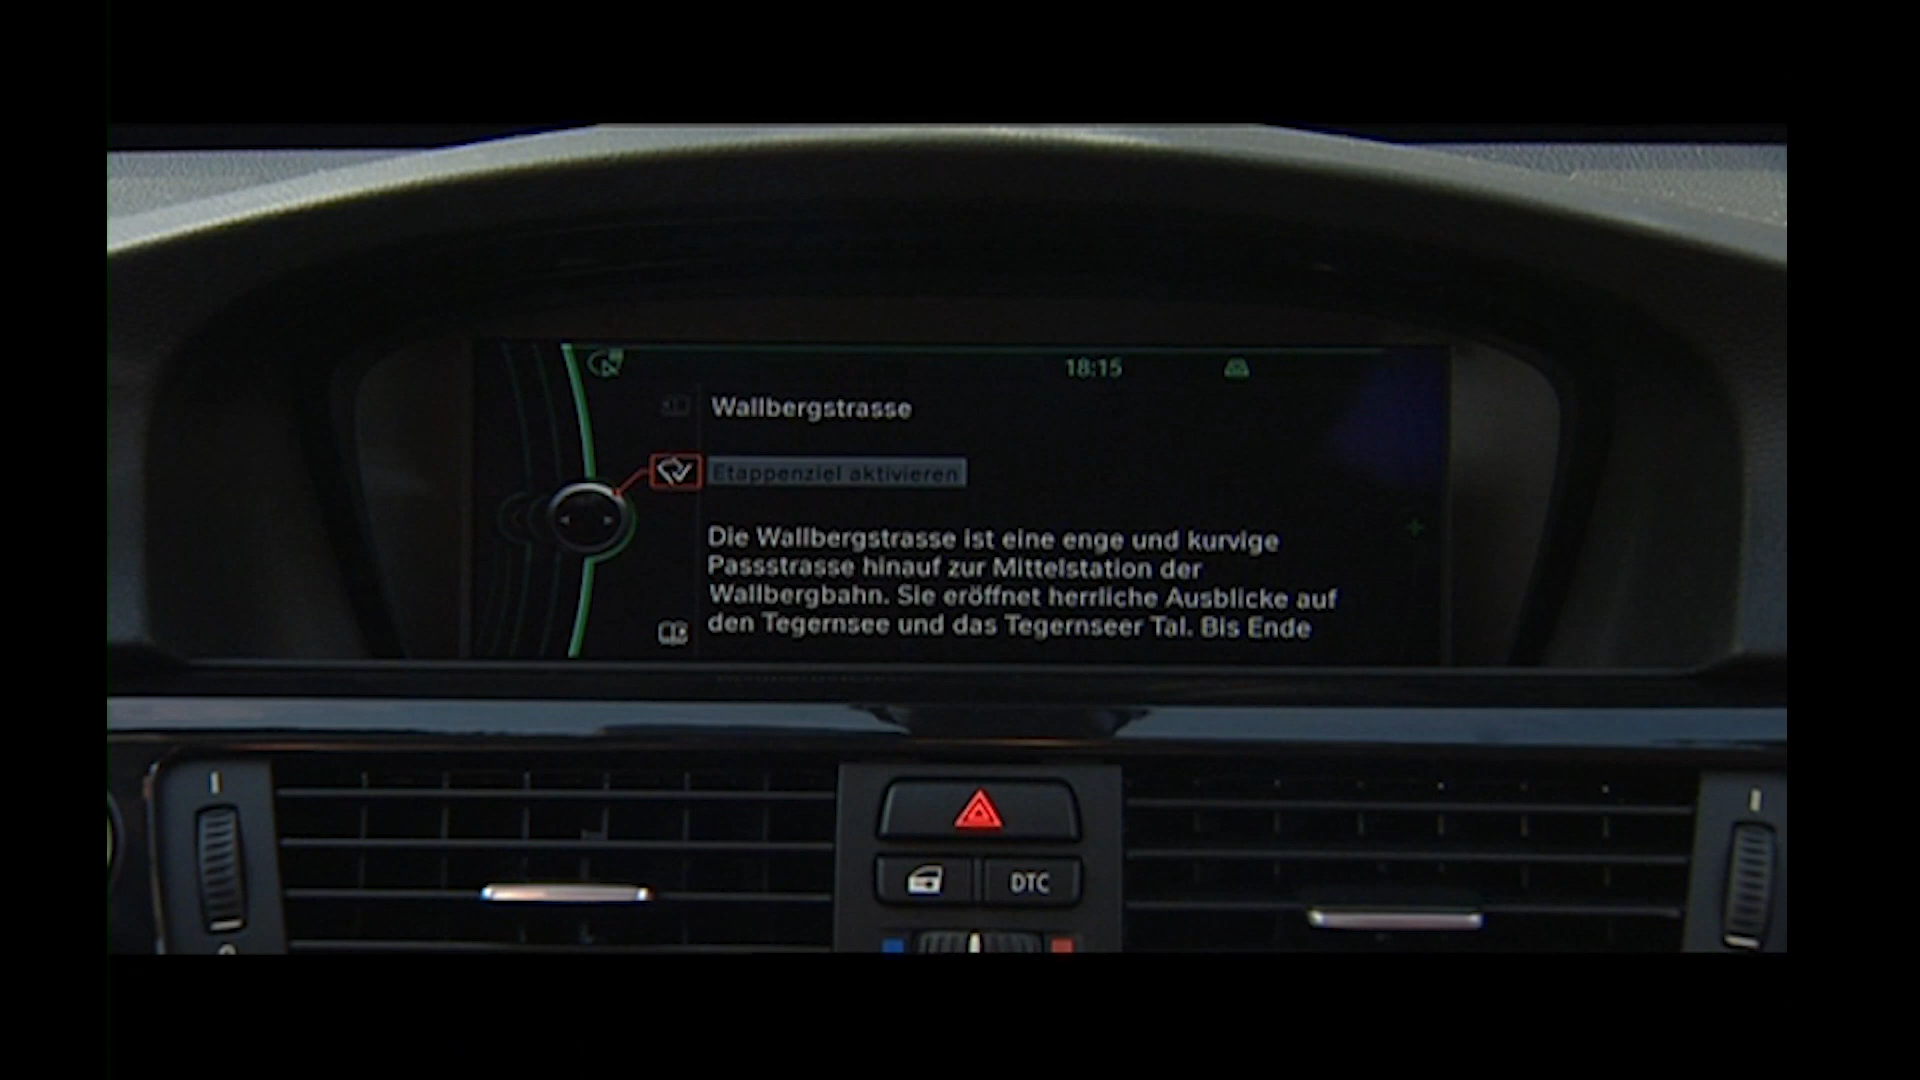 18:15
Wallbergstrasse
Etappenziel aktivieren
Die Wallbergstrasse ist eine enge und kurvige
Passstrasse hinauf zur Mittelstation der
Wallbergbahn. Sie eröffnet herrliche Ausblicke auf
den Tegernsee und das Tegernseer Tal. Bis Ende
DTC